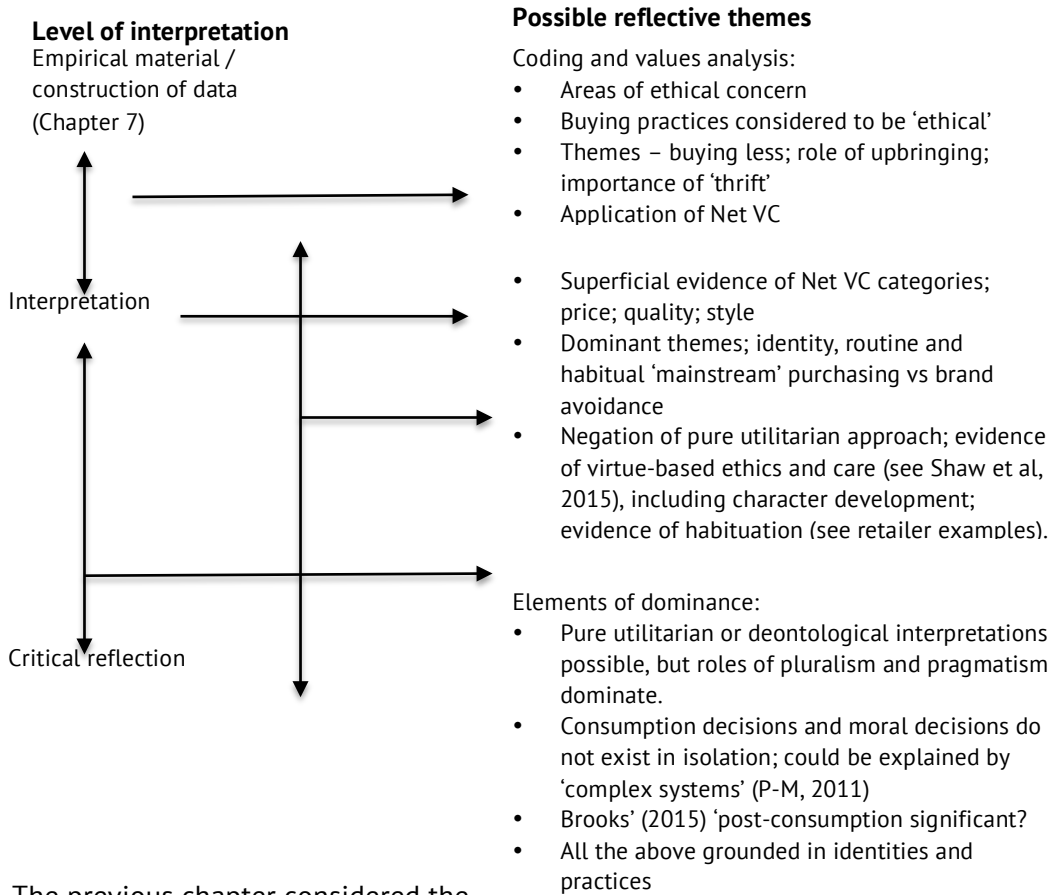 Level of interpretation
Empirical material /
construction of data
(Chapter 7)
Interpretation
Critical reflection
Possible reflective themes
Coding and values analysis:
• Areas of ethical concern
• Buying practices considered to be ‘ethical’
• Themes – buying less; role of upbringing;
importance of ‘thrift’
• Application of Net VC
• Superficial evidence of Net VC categories;
price; quality; style
• Dominant themes; identity, routine and
habitual ‘mainstream’ purchasing vs brand
avoidance
• Negation of pure utilitarian approach; evidence
of virtue-based ethics and care (see Shaw et al,
2015), including character development;
evidence of habituation (see retailer examples).
Elements of dominance:
• Pure utilitarian or deontological interpretations
possible, but roles of pluralism and pragmatism
dominate.
• Consumption decisions and moral decisions do
not exist in isolation; could be explained by
‘complex systems’ (P-M, 2011)
• Brooks’ (2015) ‘post-consumption significant?
• All the above grounded in identities and
practices
The previous chapter considered the